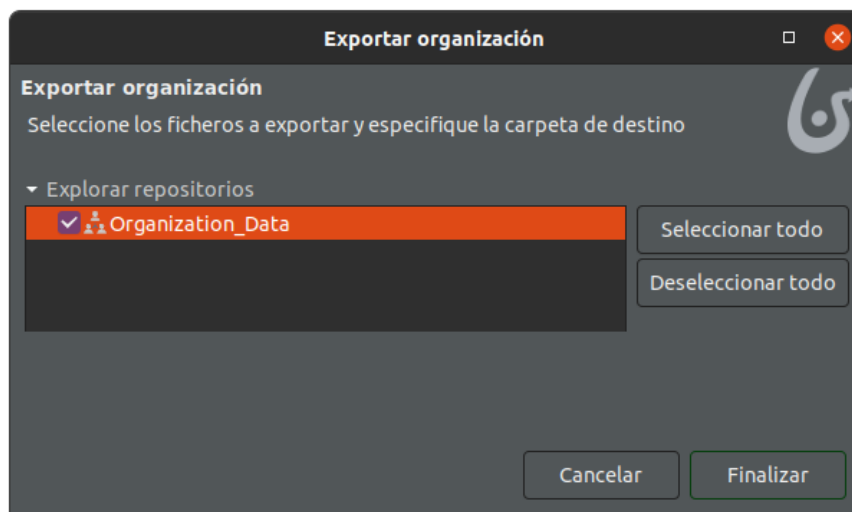 Exportar organización
Exportar organización
Seleccione los ficheros a exportar y especifique la carpeta de destino
Explorar repositorios
Organization_Data
Seleccionar todo
Deseleccionar todo
Cancelar
Finalizar